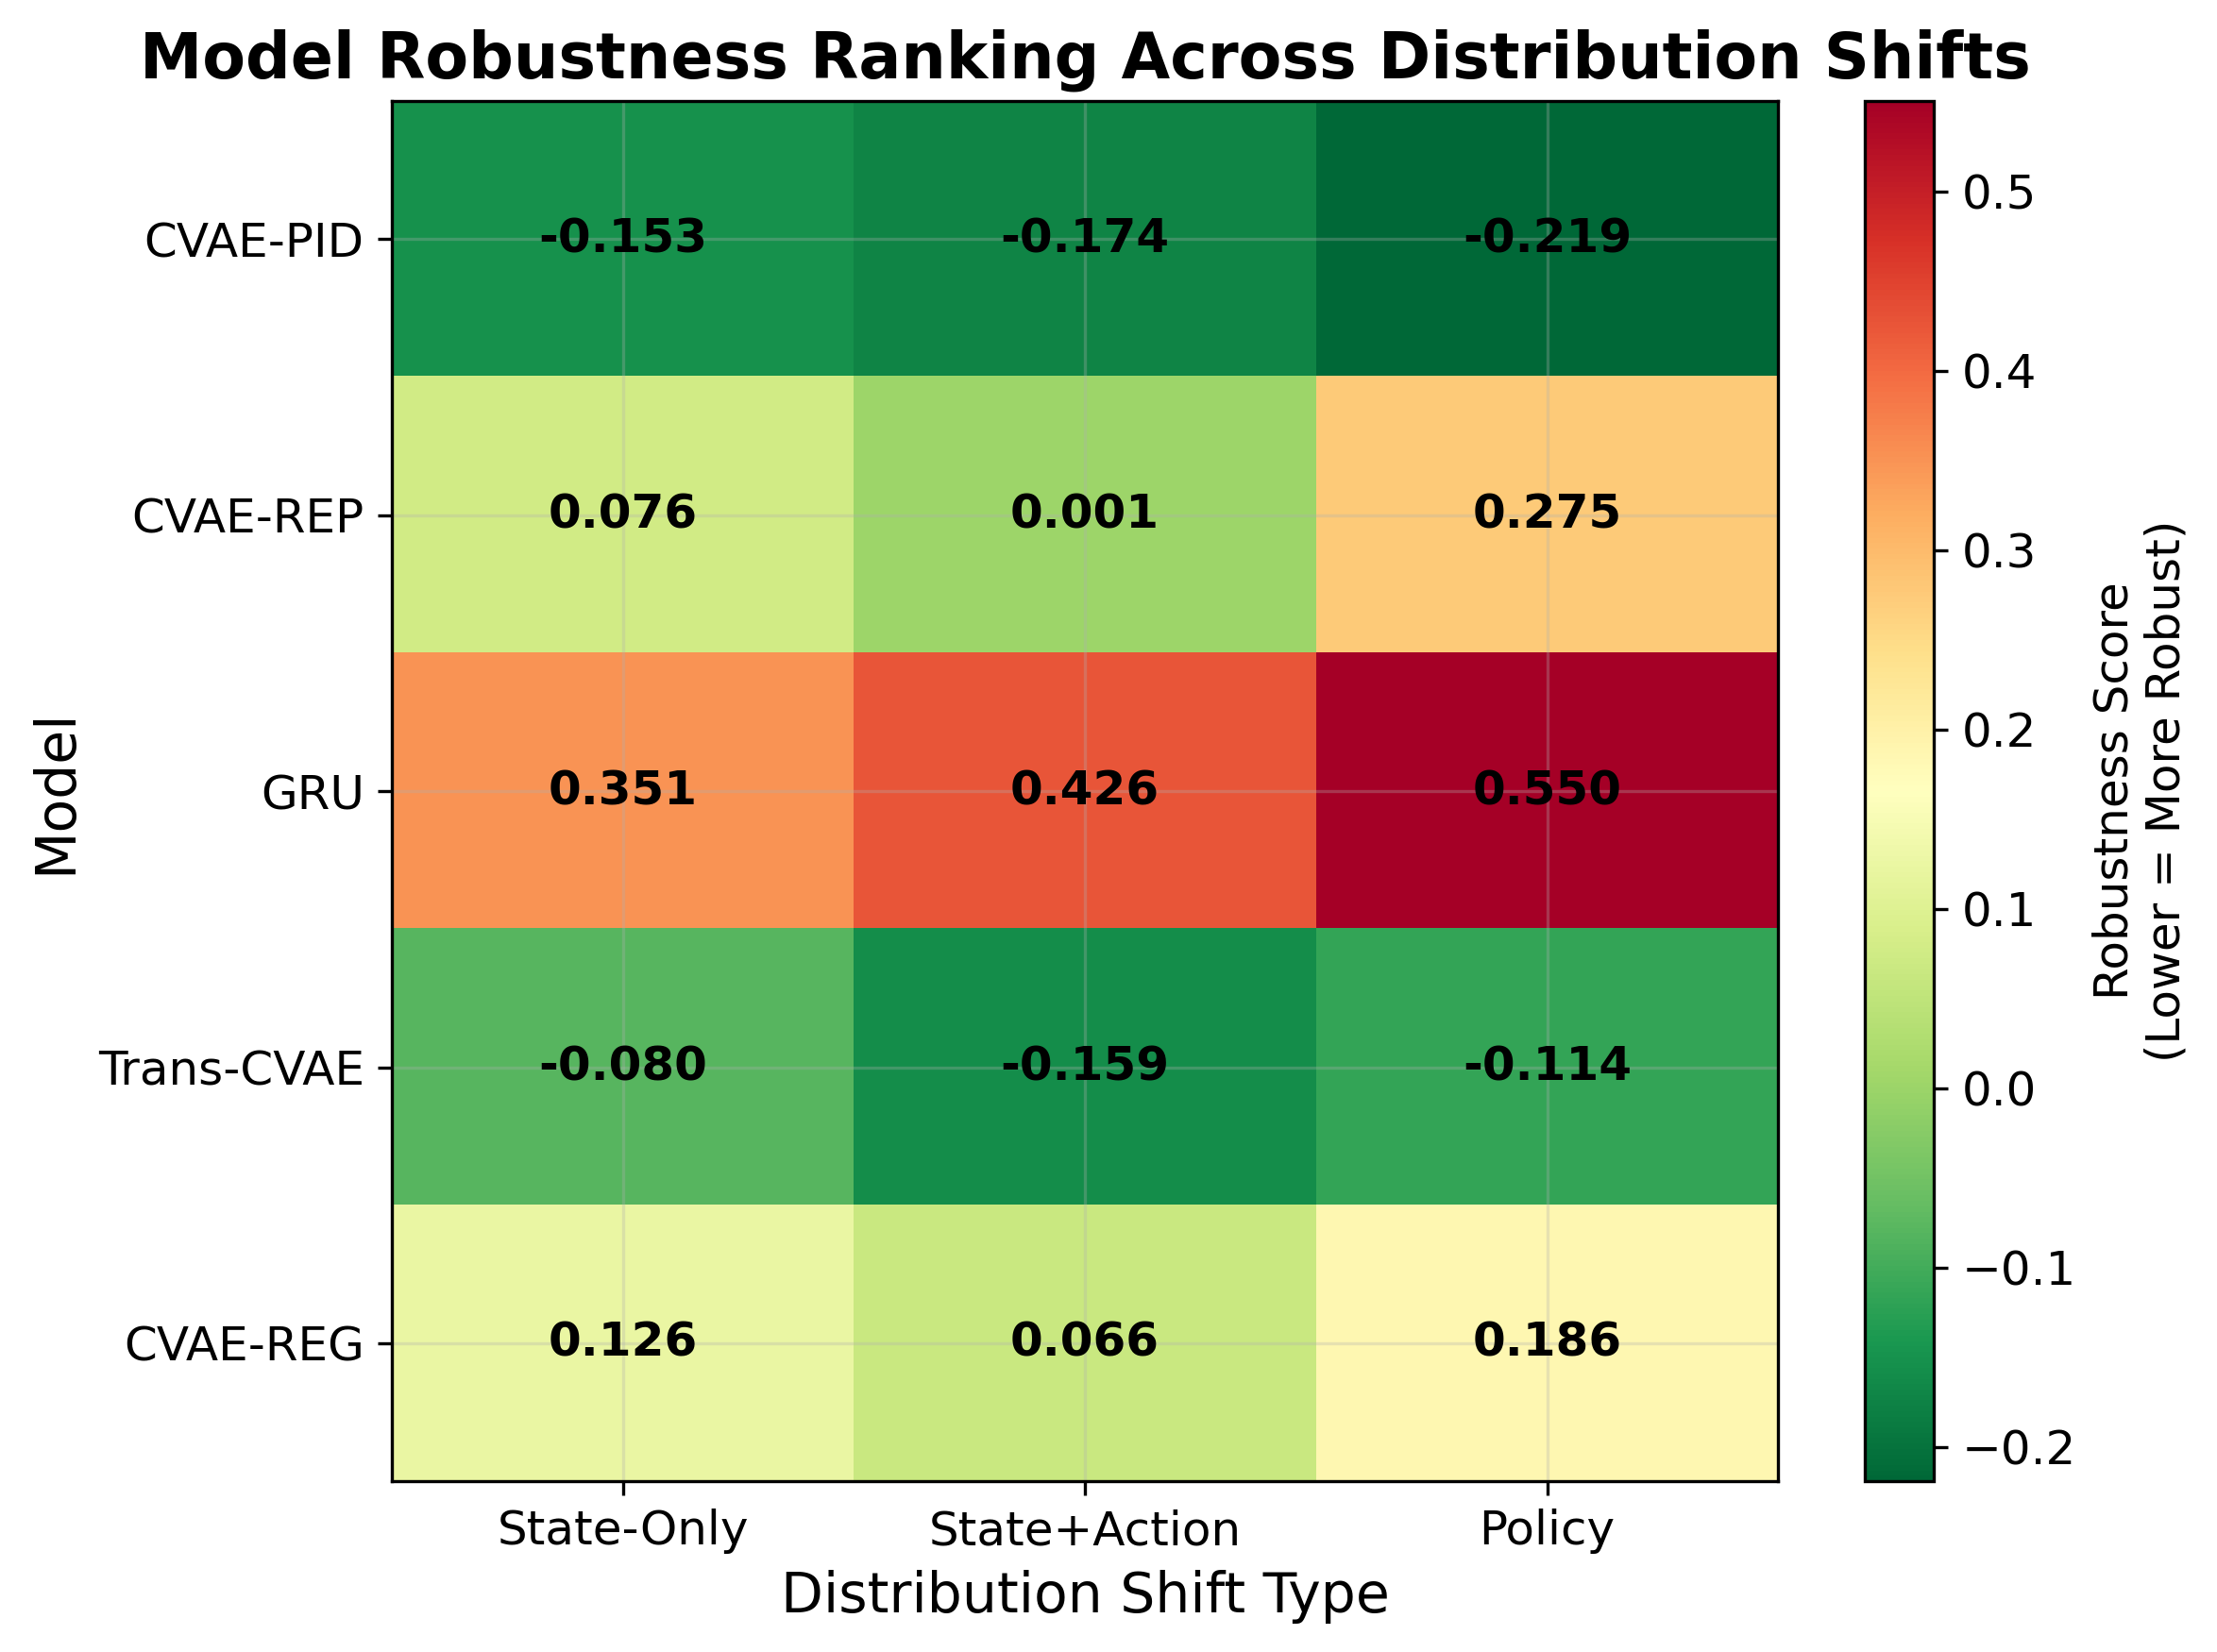 Model Robustness Ranking Across Distribution Shifts
Model
CVAE-PID
-0.153
-0.174
-0.219
CVAE-REP
0.076
0.001
0.275
GRU
0.351
0.426
0.550
Trans-CVAE
-0.080
-0.159
-0.114
CVAE-REG
0.126
0.066
0.186
State-Only
State+Action
Policy
Distribution Shift Type
0.5
0.4
0.3
0.2
0.1
0.0
−0.1
−0.2
Robustness Score
(Lower = More Robust)